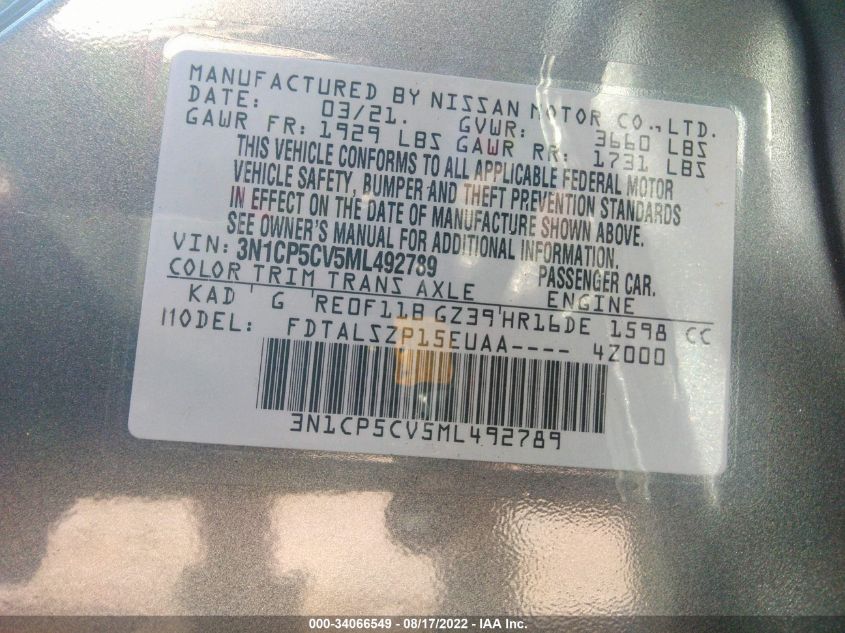 MANUFACTURED BY NISSAN MOTOR CO., LTD.
DATE: 03/21. GVWR: 3660 LBS
GAWR FR: 1929 LBS GAWR RR: 1731 LBS
THIS VEHICLE CONFORMS TO ALL APPLICABLE FEDERAL MOTOR
VEHICLE SAFETY, BUMPER AND THEFT PREVENTION STANDARDS
IN EFFECT ON THE DATE OF MANUFACTURE SHOWN ABOVE.
SEE OWNER'S MANUAL FOR ADDITIONAL INFORMATION.
VIN: 3N1CP5CV5ML492789 PASSENGER CAR.
COLOR TRIM TRANS AXLE ENGINE
KAD G RE0F11B GZ39 HR16DE 1598 CC
MODEL: FDTALSZP15EUAA---- 4Z000
3N1CP5CV5ML492789
000-34066549 - 08/17/2022 - IAA Inc.